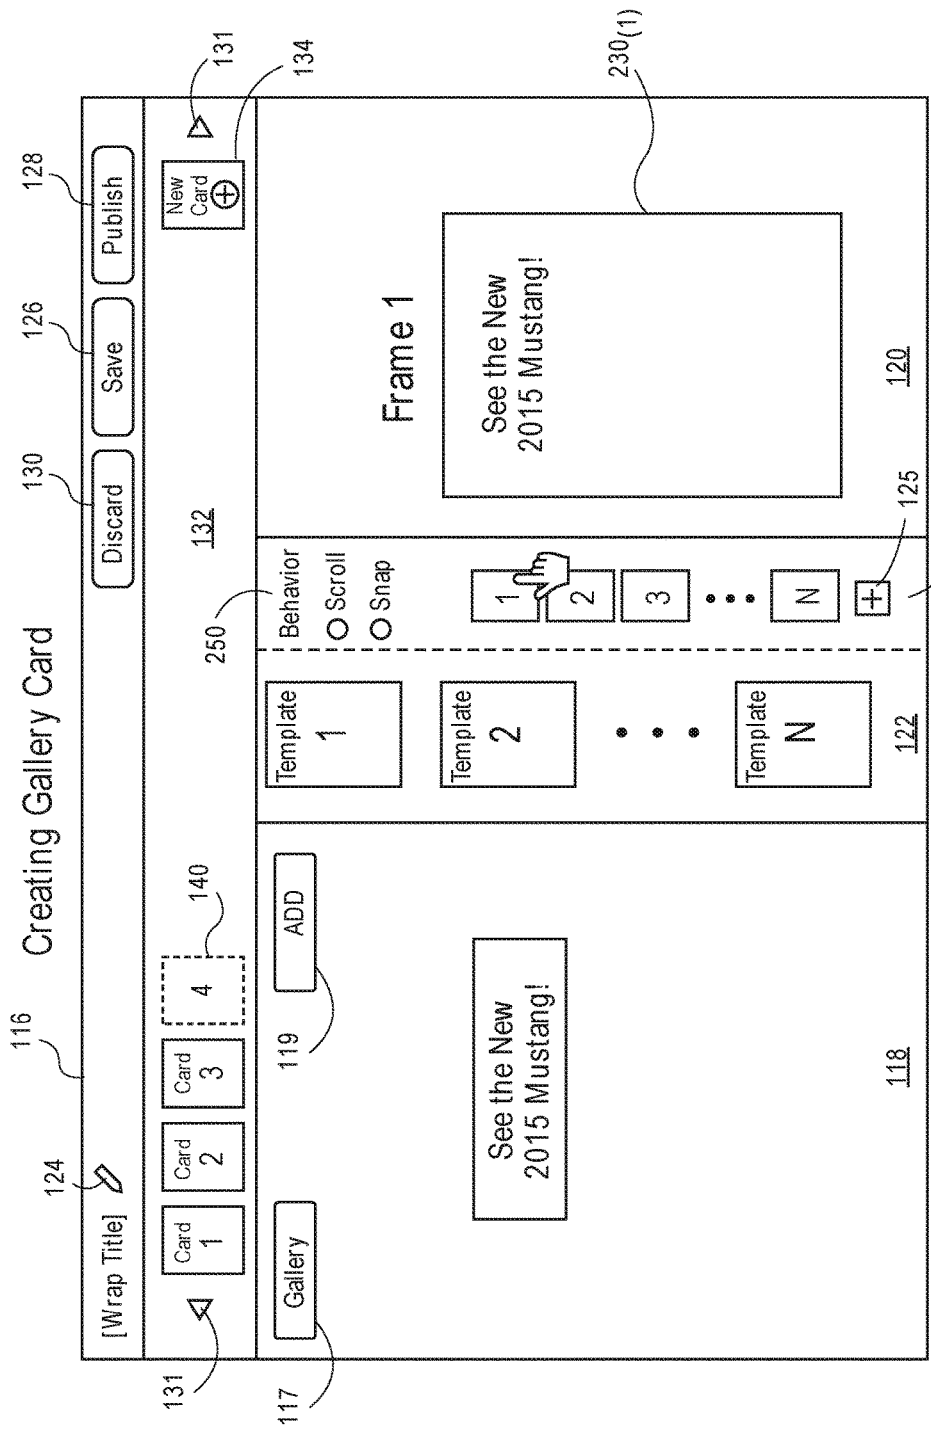 Creating Gallery Card
116
124
130
126
128
[Wrap Title]
Discard
Save
Publish
131
131
134
Card
1
Card
2
Card
3
4
140
132
New
Card
117
Gallery
119
ADD
See the New
2015 Mustang!
118
Template
1
Template
2
Template
N
122
250
Behavior
Scroll
Snap
1
2
3
N
+
125
Frame 1
See the New
2015 Mustang!
230(1)
120